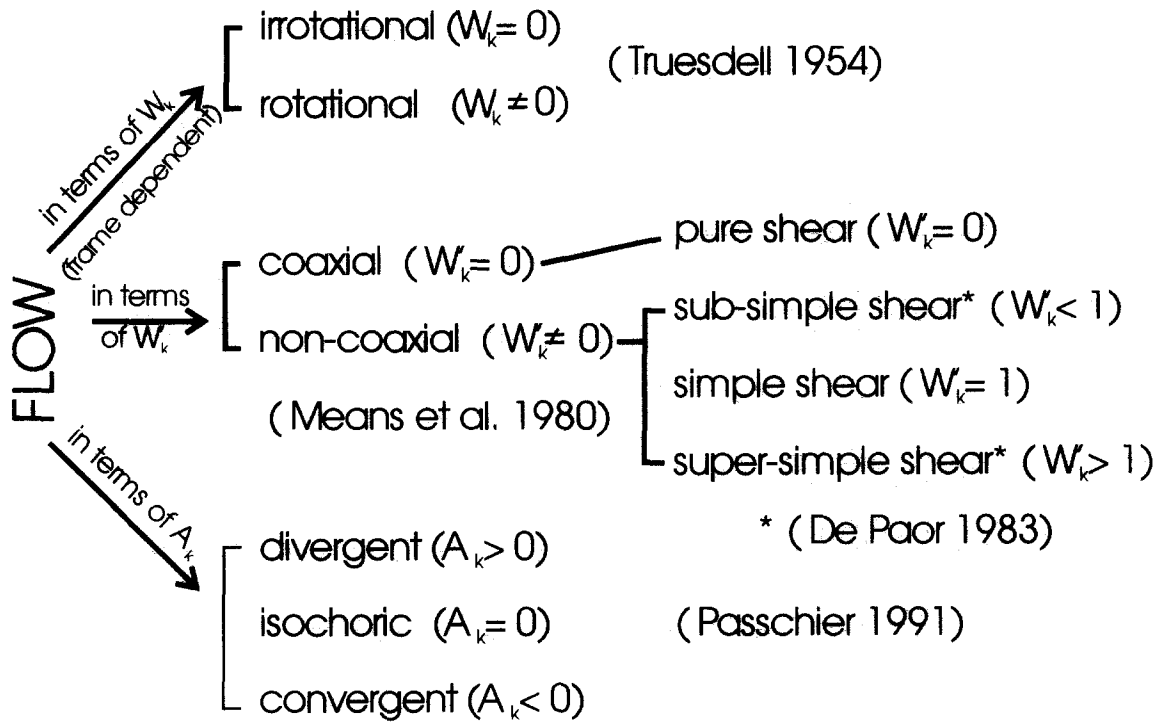 FLOW
in terms of Wₖ
(frame dependent)
irrotational (Wₖ= 0)
rotational (Wₖ ≠ 0)
(Truesdell 1954)
in terms
of W'ₖ
coaxial (W'ₖ= 0)
non-coaxial (W'ₖ≠ 0)
(Means et al. 1980)
pure shear (W'ₖ= 0)
sub-simple shear* (W'ₖ< 1)
simple shear (W'ₖ= 1)
super-simple shear* (W'ₖ> 1)
* (De Paor 1983)
in terms of Aₖ
divergent (Aₖ> 0)
isochoric (Aₖ= 0)
convergent (Aₖ< 0)
(Passchier 1991)